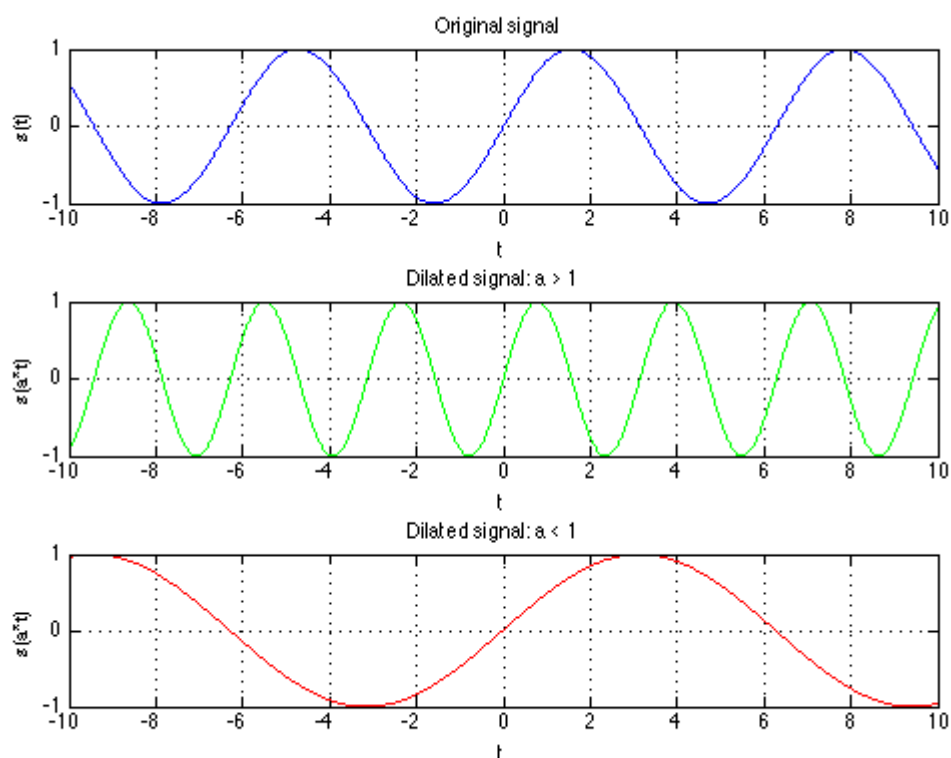 Original signal
1
0
-1
s(t)
-10 -8 -6 -4 -2 0 2 4 6 8 10
t
Dilated signal: a > 1
1
0
-1
s(a*t)
-10 -8 -6 -4 -2 0 2 4 6 8 10
t
Dilated signal: a < 1
1
0
-1
s(a*t)
-10 -8 -6 -4 -2 0 2 4 6 8 10
t